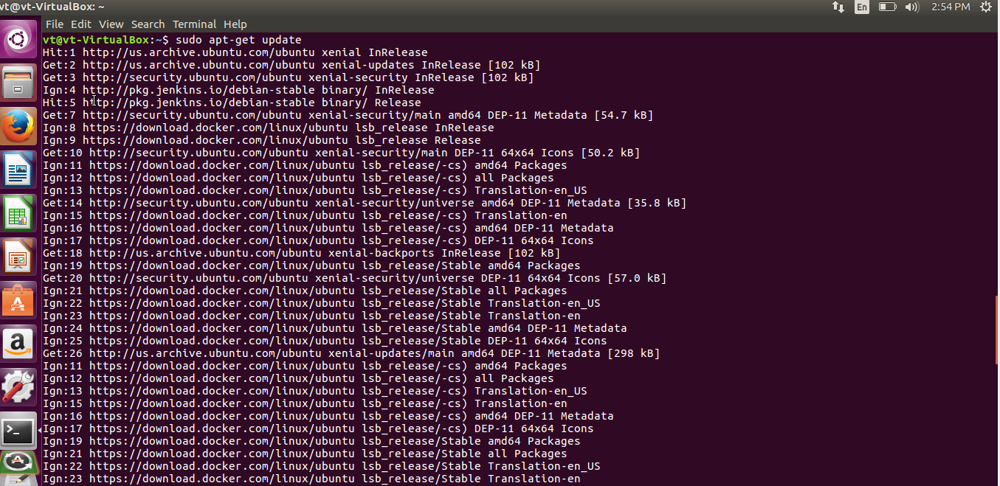 vt@vt-VirtualBox: ~
En
2:54 PM
File Edit View Search Terminal Help
vt@vt-VirtualBox:~$ sudo apt-get update
Hit:1 http://us.archive.ubuntu.com/ubuntu xenial InRelease
Get:2 http://us.archive.ubuntu.com/ubuntu xenial-updates InRelease [102 kB]
Get:3 http://security.ubuntu.com/ubuntu xenial-security InRelease [102 kB]
Ign:4 http://pkg.jenkins.io/debian-stable binary/ InRelease
Hit:5 http://pkg.jenkins.io/debian-stable binary/ Release
Get:7 http://security.ubuntu.com/ubuntu xenial-security/main amd64 DEP-11 Metadata [54.7 kB]
Ign:8 https://download.docker.com/linux/ubuntu lsb_release InRelease
Ign:9 https://download.docker.com/linux/ubuntu lsb_release Release
Get:10 http://security.ubuntu.com/ubuntu xenial-security/main DEP-11 64x64 Icons [50.2 kB]
Ign:11 https://download.docker.com/linux/ubuntu lsb_release/-cs) amd64 Packages
Ign:12 https://download.docker.com/linux/ubuntu lsb_release/-cs) all Packages
Ign:13 https://download.docker.com/linux/ubuntu lsb_release/-cs) Translation-en_US
Get:14 http://security.ubuntu.com/ubuntu xenial-security/universe amd64 DEP-11 Metadata [35.8 kB]
Ign:15 https://download.docker.com/linux/ubuntu lsb_release/-cs) Translation-en
Ign:16 https://download.docker.com/linux/ubuntu lsb_release/-cs) amd64 DEP-11 Metadata
Ign:17 https://download.docker.com/linux/ubuntu lsb_release/-cs) DEP-11 64x64 Icons
Get:18 http://us.archive.ubuntu.com/ubuntu xenial-backports InRelease [102 kB]
Ign:19 https://download.docker.com/linux/ubuntu lsb_release/Stable amd64 Packages
Get:20 http://security.ubuntu.com/ubuntu xenial-security/universe DEP-11 64x64 Icons [57.0 kB]
Ign:21 https://download.docker.com/linux/ubuntu lsb_release/Stable all Packages
Ign:22 https://download.docker.com/linux/ubuntu lsb_release/Stable Translation-en_US
Ign:23 https://download.docker.com/linux/ubuntu lsb_release/Stable Translation-en
Ign:24 https://download.docker.com/linux/ubuntu lsb_release/Stable amd64 DEP-11 Metadata
Ign:25 https://download.docker.com/linux/ubuntu lsb_release/Stable DEP-11 64x64 Icons
Get:26 http://us.archive.ubuntu.com/ubuntu xenial-updates/main amd64 DEP-11 Metadata [298 kB]
Ign:11 https://download.docker.com/linux/ubuntu lsb_release/-cs) amd64 Packages
Ign:12 https://download.docker.com/linux/ubuntu lsb_release/-cs) all Packages
Ign:13 https://download.docker.com/linux/ubuntu lsb_release/-cs) Translation-en_US
Ign:15 https://download.docker.com/linux/ubuntu lsb_release/-cs) Translation-en
Ign:16 https://download.docker.com/linux/ubuntu lsb_release/-cs) amd64 DEP-11 Metadata
Ign:17 https://download.docker.com/linux/ubuntu lsb_release/-cs) DEP-11 64x64 Icons
Ign:19 https://download.docker.com/linux/ubuntu lsb_release/Stable amd64 Packages
Ign:21 https://download.docker.com/linux/ubuntu lsb_release/Stable all Packages
Ign:22 https://download.docker.com/linux/ubuntu lsb_release/Stable Translation-en_US
Ign:23 https://download.docker.com/linux/ubuntu lsb_release/Stable Translation-en